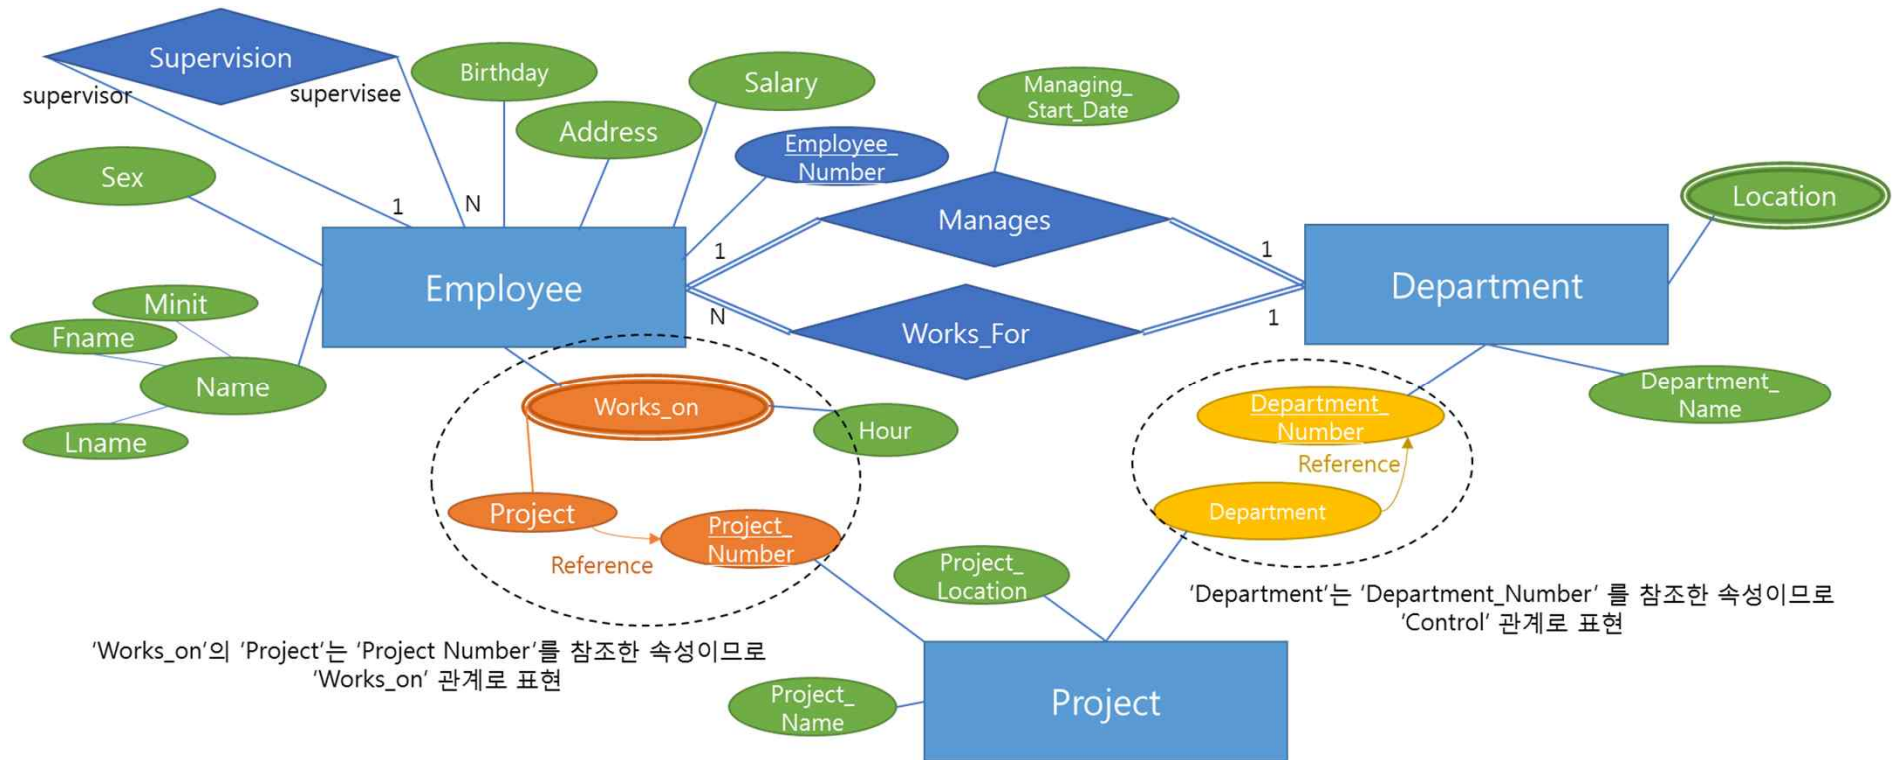 Supervision
supervisor
supervisee
Birthday
Salary
Managing_
Start_Date
Address
Employee_
Number
Sex
Location
1
N
Manages
1
1
Employee
Department
Minit
Fname
Name
Lname
N
1
Works_For
Works_on
Hour
Department_
Number
Department_
Name
Reference
Project
Project_
Number
Reference
Department
Project_
Location
'Department'는 'Department_Number' 를 참조한 속성이므로
'Control' 관계로 표현
'Works_on'의 'Project'는 'Project Number'를 참조한 속성이므로
'Works_on' 관계로 표현
Project_
Name
Project